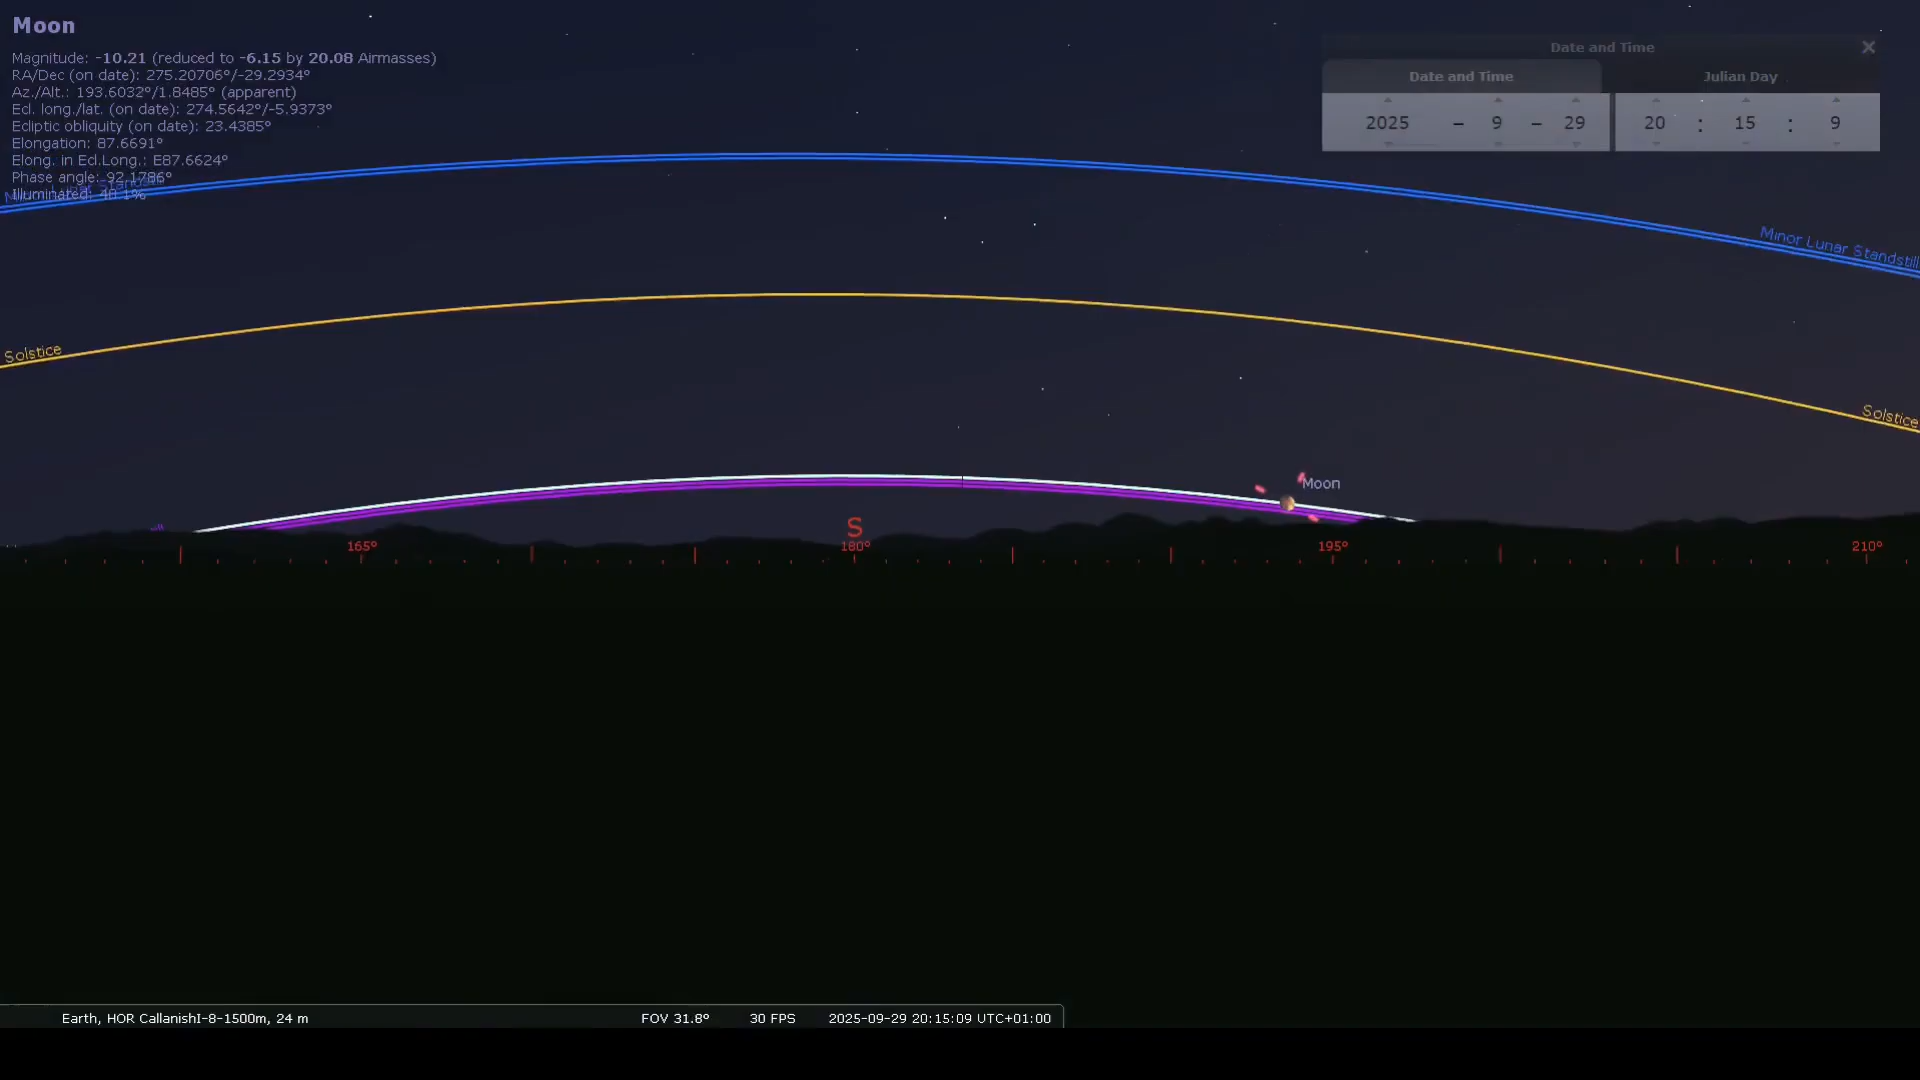 Moon
Magnitude: -10.21 (reduced to -6.15 by 20.08 Airmasses)
RA/Dec (on date): 275.20706°/-29.2934°
Az./Alt.: 193.6032°/1.8485° (apparent)
Ecl. long./lat. (on date): 274.5642°/-5.9373°
Ecliptic obliquity (on date): 23.4385°
Elongation: 87.6691°
Elong. in Ecl.Long.: E87.6624°
Phase angle: 92.1786°
Illuminated: 48.1%
Lunar Standstill
Date and Time
Date and Time Julian Day
2025 - 9 - 29 20 : 15 : 9
Minor Lunar Standstill
Solstice
Solstice
Moon
S
165° 180° 195° 210°
Earth, HOR CallanishI-8-1500m, 24 m FOV 31.8° 30 FPS 2025-09-29 20:15:09 UTC+01:00